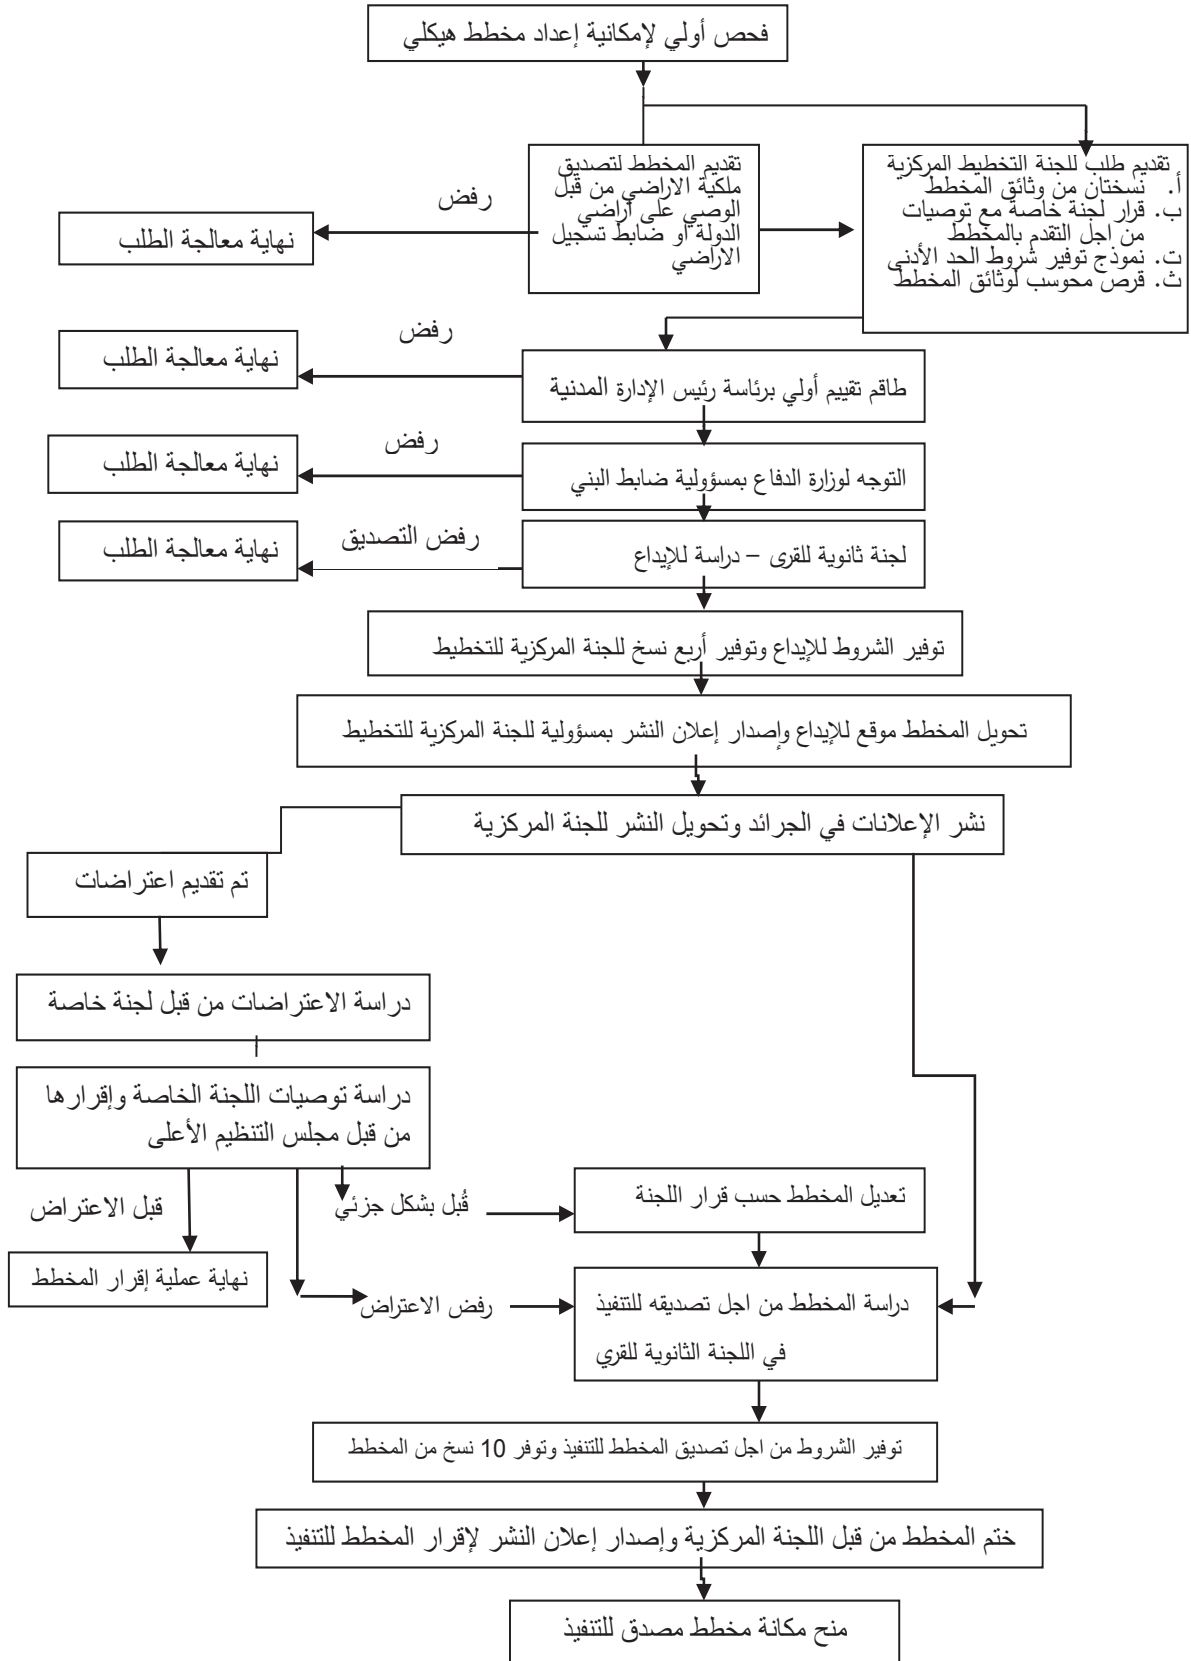 فحص أولي لإمكانية إعداد مخطط هيكلي
تقديم طلب للجنة التخطيط المركزية
أ. نسختان من وثائق المخطط
ب. قرار لجنة خاصة مع توصيات
من اجل التقدم بالمخطط
ت. نموذج توفير شروط الحد الأدنى
ث. قرص محوسب لوثائق المخطط
تقديم المخطط لتصديق
ملكية الاراضي من قبل
الوصي على أراضي
الدولة او ضابط تسجيل
الاراضي
رفض
نهاية معالجة الطلب
طاقم تقييم أولي برئاسة رئيس الإدارة المدنية
رفض
نهاية معالجة الطلب
التوجه لوزارة الدفاع بمسؤولية ضابط البني
رفض
نهاية معالجة الطلب
لجنة ثانوية للقرى – دراسة للإيداع
رفض التصديق
نهاية معالجة الطلب
توفير الشروط للإيداع وتوفير أربع نسخ للجنة المركزية للتخطيط
تحويل المخطط موقع للإيداع وإصدار إعلان النشر بمسؤولية للجنة المركزية للتخطيط
نشر الإعلانات في الجرائد وتحويل النشر للجنة المركزية
تم تقديم اعتراضات
دراسة الاعتراضات من قبل لجنة خاصة
دراسة توصيات اللجنة الخاصة وإقرارها
من قبل مجلس التنظيم الأعلى
قبل الاعتراض
قُبل بشكل جزئي
تعديل المخطط حسب قرار اللجنة
نهاية عملية إقرار المخطط
رفض الاعتراض
دراسة المخطط من اجل تصديقه للتنفيذ
في اللجنة الثانوية للقري
توفير الشروط من اجل تصديق المخطط للتنفيذ وتوفر 10 نسخ من المخطط
ختم المخطط من قبل اللجنة المركزية وإصدار إعلان النشر لإقرار المخطط للتنفيذ
منح مكانة مخطط مصدق للتنفيذ